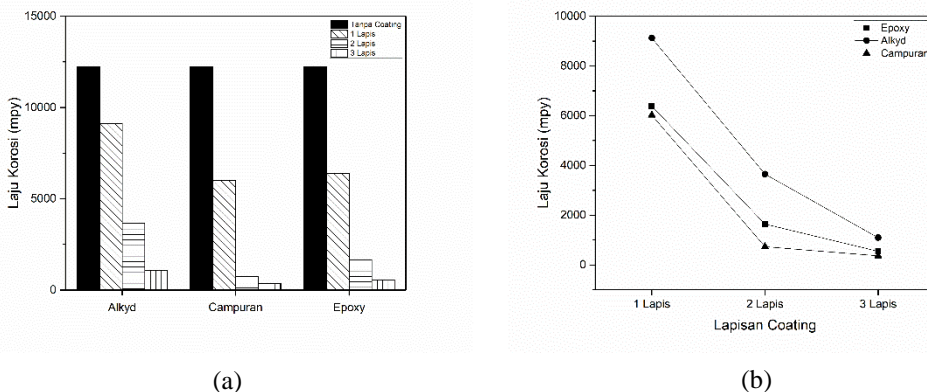 15000
10000
5000
0
Laju Korosi (mpy)
Tanpa Coating
1 Lapis
2 Lapis
3 Lapis
Alkyd Campuran Epoxy
(a)
10000
8000
6000
4000
2000
0
Laju Korosi (mpy)
Epoxy
Alkyd
Campuran
1 Lapis 2 Lapis 3 Lapis
Lapisan Coating
(b)